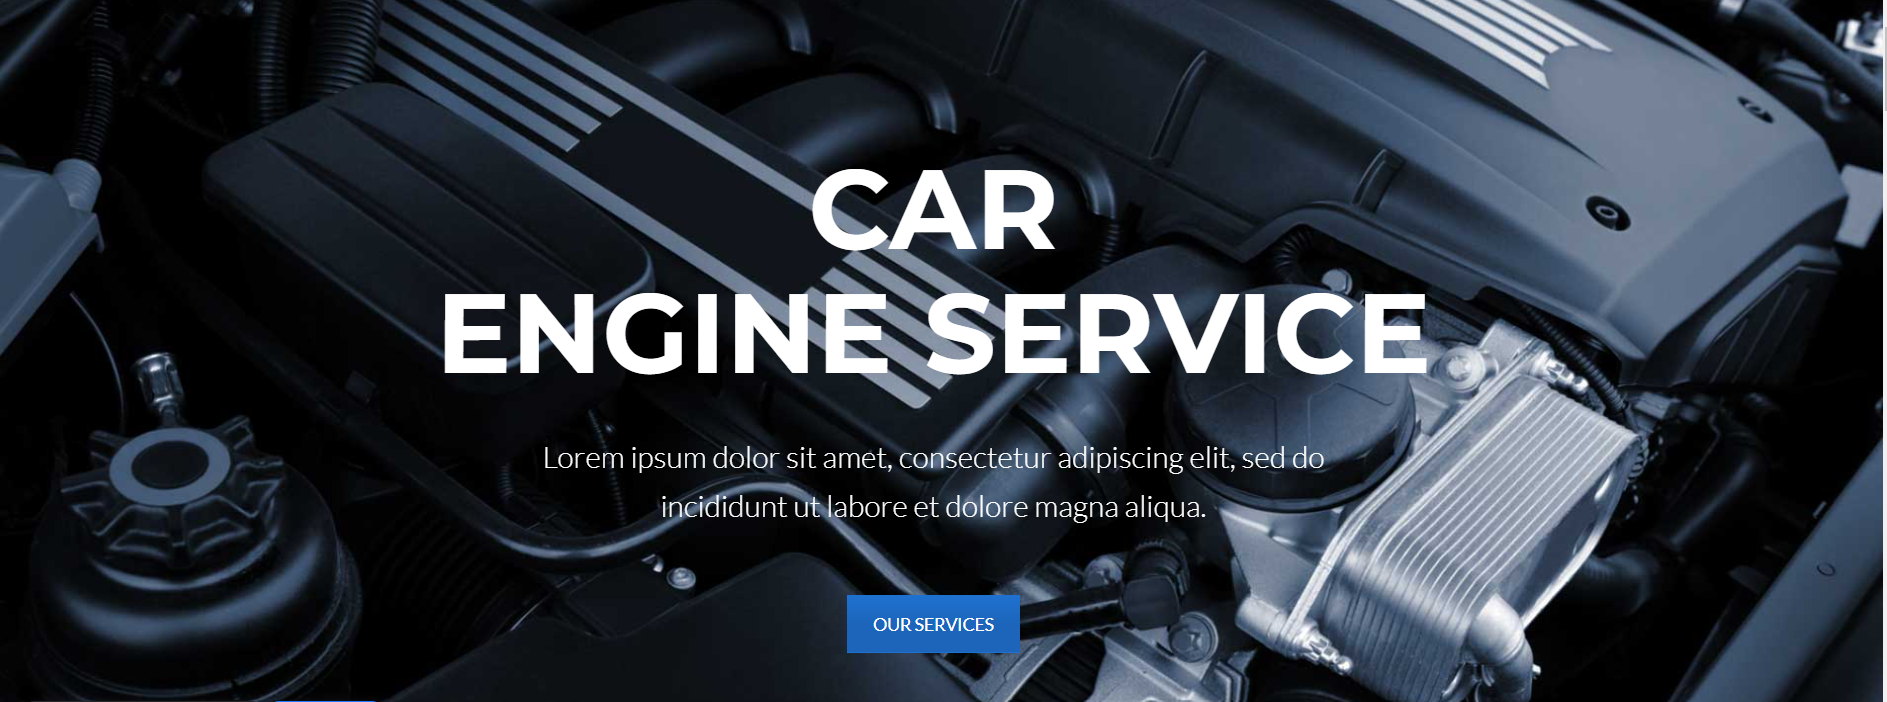 CAR
ENGINE SERVICE
Lorem ipsum dolor sit amet, consectetur adipiscing elit, sed do
incididunt ut labore et dolore magna aliqua.
OUR SERVICES